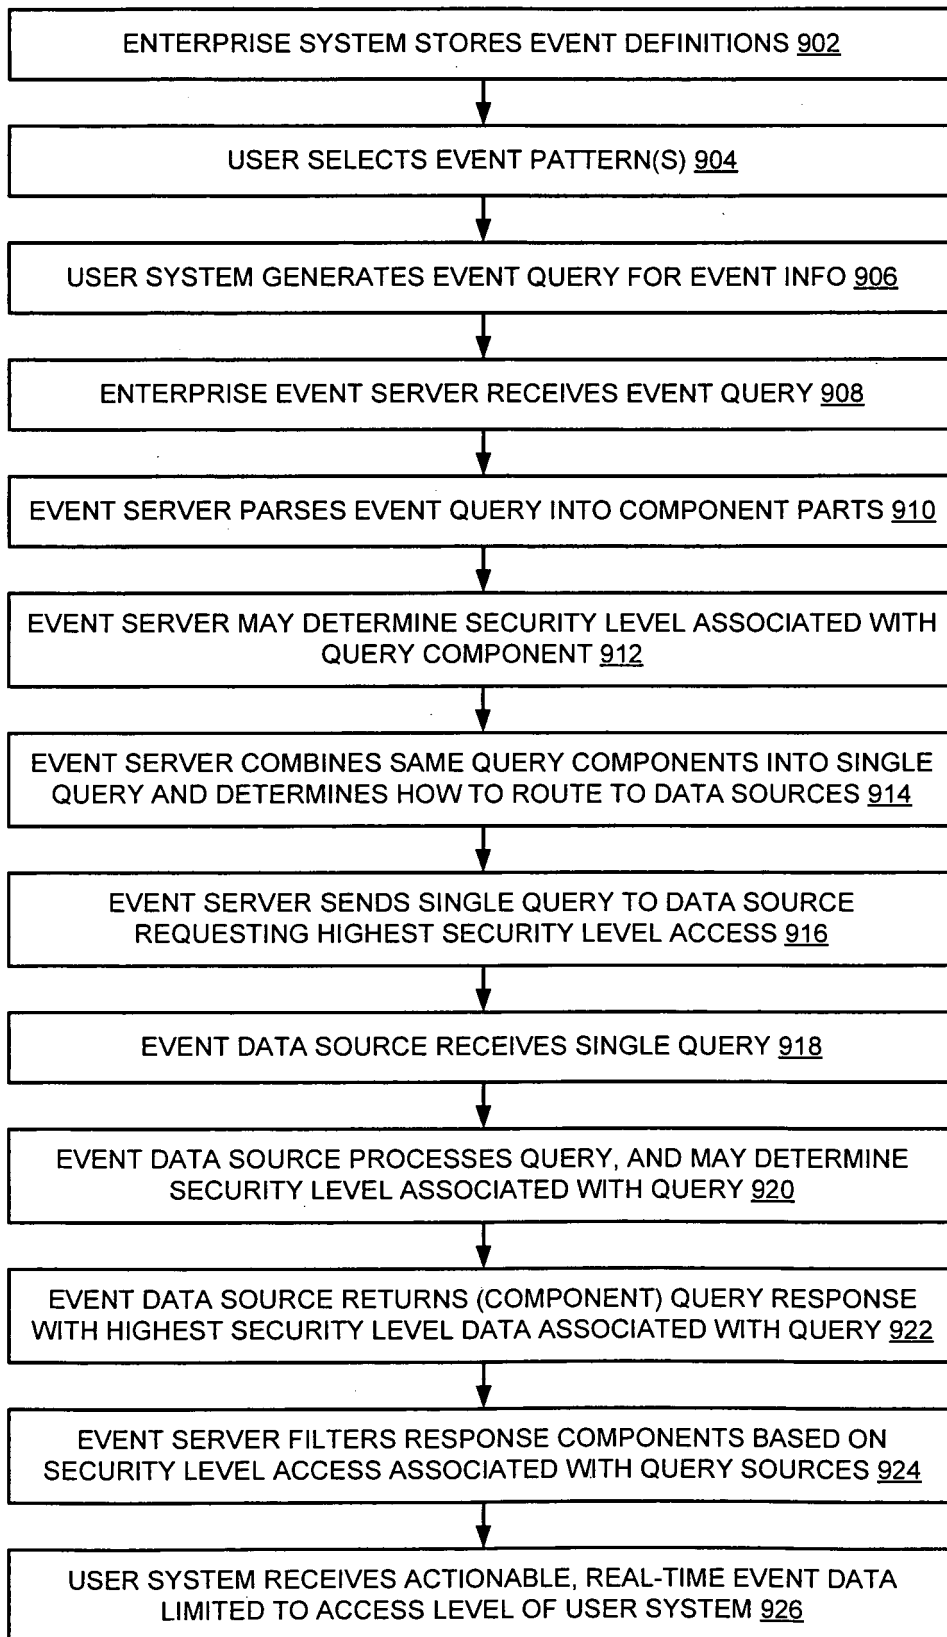 ENTERPRISE SYSTEM STORES EVENT DEFINITIONS 902
USER SELECTS EVENT PATTERN(S) 904
USER SYSTEM GENERATES EVENT QUERY FOR EVENT INFO 906
ENTERPRISE EVENT SERVER RECEIVES EVENT QUERY 908
EVENT SERVER PARSES EVENT QUERY INTO COMPONENT PARTS 910
EVENT SERVER MAY DETERMINE SECURITY LEVEL ASSOCIATED WITH
QUERY COMPONENT 912
EVENT SERVER COMBINES SAME QUERY COMPONENTS INTO SINGLE
QUERY AND DETERMINES HOW TO ROUTE TO DATA SOURCES 914
EVENT SERVER SENDS SINGLE QUERY TO DATA SOURCE
REQUESTING HIGHEST SECURITY LEVEL ACCESS 916
EVENT DATA SOURCE RECEIVES SINGLE QUERY 918
EVENT DATA SOURCE PROCESSES QUERY, AND MAY DETERMINE
SECURITY LEVEL ASSOCIATED WITH QUERY 920
EVENT DATA SOURCE RETURNS (COMPONENT) QUERY RESPONSE
WITH HIGHEST SECURITY LEVEL DATA ASSOCIATED WITH QUERY 922
EVENT SERVER FILTERS RESPONSE COMPONENTS BASED ON
SECURITY LEVEL ACCESS ASSOCIATED WITH QUERY SOURCES 924
USER SYSTEM RECEIVES ACTIONABLE, REAL-TIME EVENT DATA
LIMITED TO ACCESS LEVEL OF USER SYSTEM 926